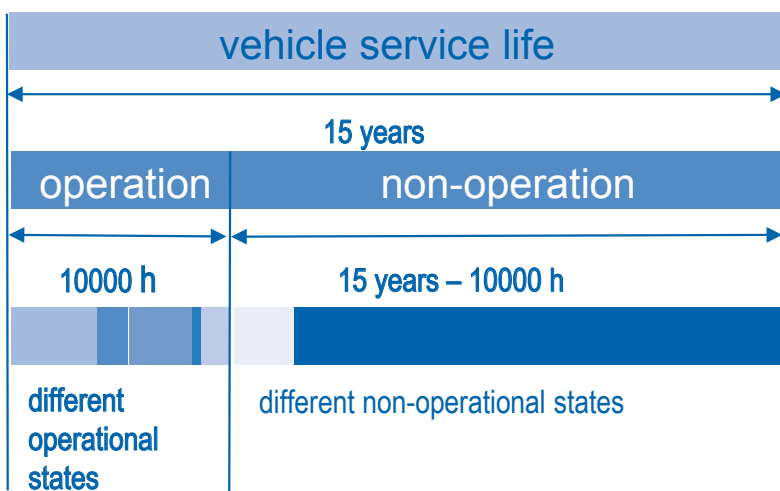 vehicle service life
15 years
operation
non-operation
10000 h
15 years – 10000 h
different
operational
states
different non-operational states